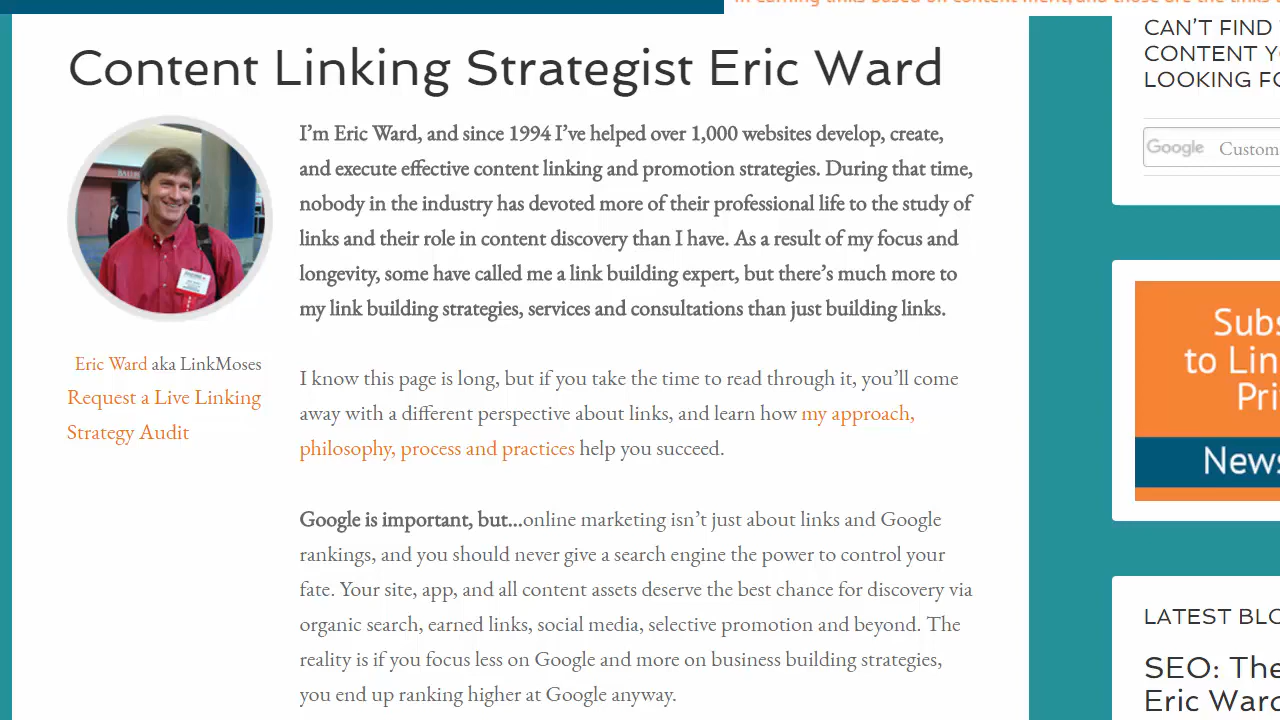 Content Linking Strategist Eric Ward
I'm Eric Ward, and since 1994 I've helped over 1,000 websites develop, create,
and execute effective content linking and promotion strategies. During that time,
nobody in the industry has devoted more of their professional life to the study of
links and their role in content discovery than I have. As a result of my focus and
longevity, some have called me a link building expert, but there's much more to
my link building strategies, services and consultations than just building links.
Eric Ward aka LinkMoses
Request a Live Linking
Strategy Audit
I know this page is long, but if you take the time to read through it, you'll come
away with a different perspective about links, and learn how my approach,
philosophy, process and practices help you succeed.
Google is important, but...online marketing isn't just about links and Google
rankings, and you should never give a search engine the power to control your
fate. Your site, app, and all content assets deserve the best chance for discovery via
organic search, earned links, social media, selective promotion and beyond. The
reality is if you focus less on Google and more on business building strategies,
you end up ranking higher at Google anyway.
CAN'T FIND
CONTENT YO
LOOKING FO
Google Custom
Subs
to Lin
Pri
News
LATEST BLO
SEO: The
Eric Ward